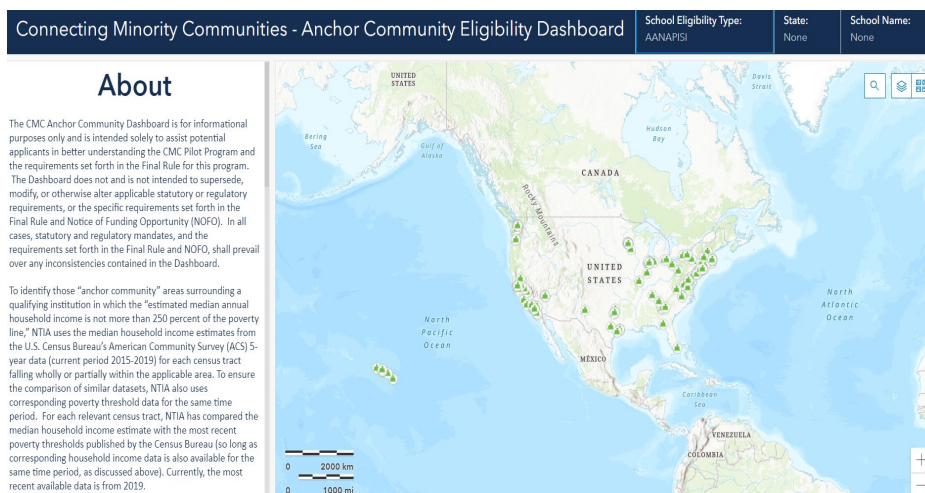 Connecting Minority Communities - Anchor Community Eligibility Dashboard
School Eligibility Type:
AANAPISI
State:
None
School Name:
None
About
The CMC Anchor Community Dashboard is for informational
purposes only and is intended solely to assist potential
applicants in better understanding the CMC Pilot Program and
the requirements set forth in the Final Rule for this program.
The Dashboard does not and is not intended to supersede,
modify, or otherwise alter applicable statutory or regulatory
requirements, or the specific requirements set forth in the
Final Rule and Notice of Funding Opportunity (NOFO). In all
cases, statutory and regulatory mandates, and the
requirements set forth in the Final Rule and NOFO, shall prevail
over any inconsistencies contained in the Dashboard.
To identify those “anchor community” areas surrounding a
qualifying institution in which the “estimated median annual
household income is not more than 250 percent of the poverty
line,” NTIA uses the median household income estimates from
the U.S. Census Bureau’s American Community Survey (ACS) 5-
year data (current period 2015-2019) for each census tract
falling wholly or partially within the applicable area. To ensure
the comparison of similar datasets, NTIA also uses
corresponding poverty threshold data for the same time
period. For each relevant census tract, NTIA has compared the
median household income estimate with the most recent
poverty thresholds published by the Census Bureau (so long as
corresponding household income data is also available for the
same time period, as discussed above). Currently, the most
recent available data is from 2019.
UNITED
STATES
Davis
Strait
Bering
Sea
Gulf of
Alaska
Hudson
Bay
CANADA
Rocky Mountains
UNITED
STATES
North
Pacific
Ocean
North
Atlantic
Ocean
MÉXICO
Caribbean
Sea
VENEZUELA
COLOMBIA
0 2000 km
0 1000 mi